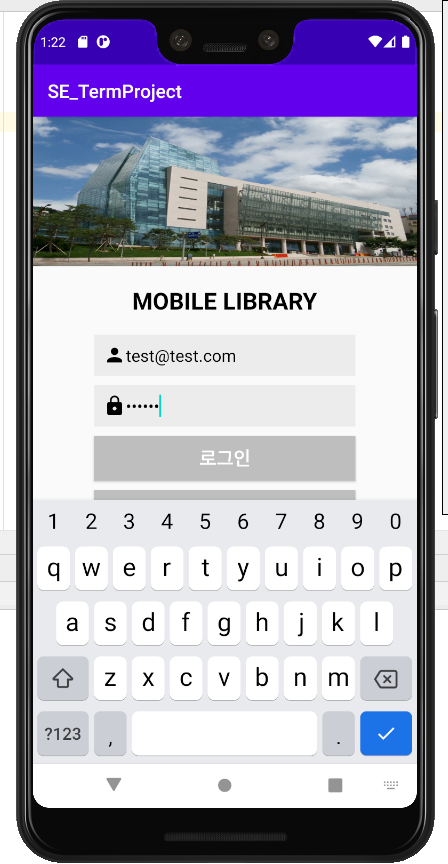 1:22
SE_TermProject
MOBILE LIBRARY
test@test.com
••••••
로그인
1 2 3 4 5 6 7 8 9 0
q w e r t y u i o p
a s d f g h j k l
z x c v b n m
?123 , .